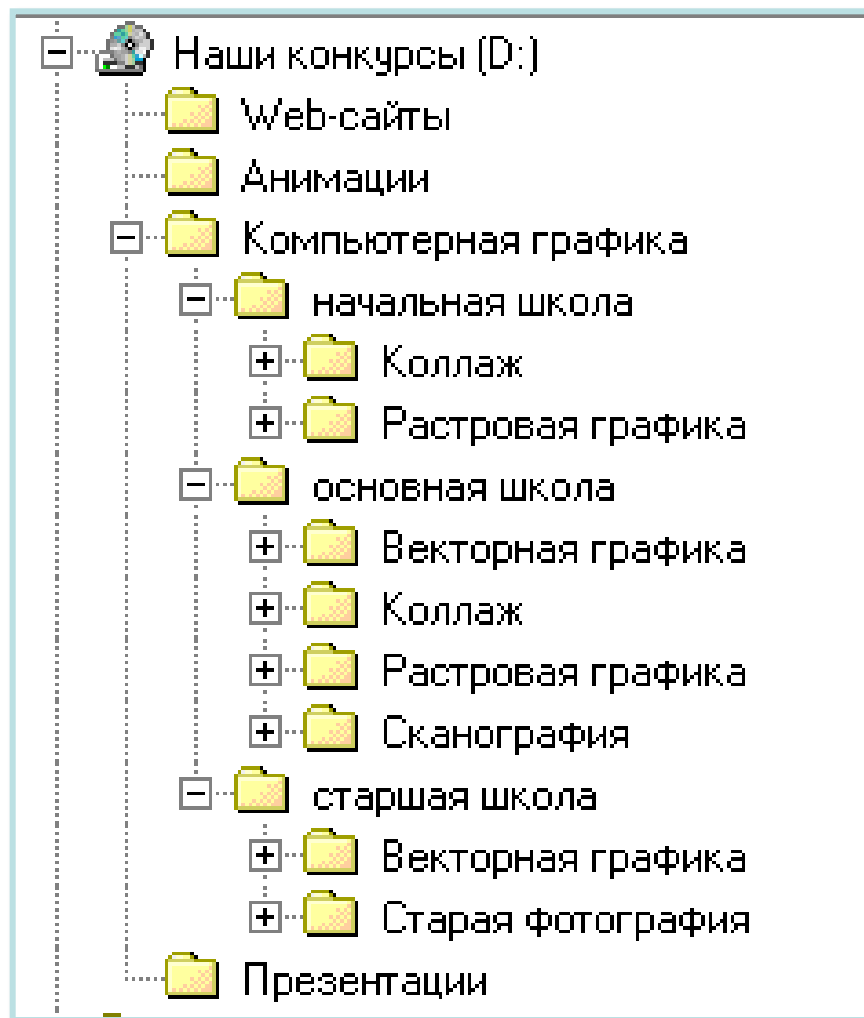 Наши конкурсы (D:)
Web-сайты
Анимации
Компьютерная графика
начальная школа
Коллаж
Растровая графика
основная школа
Векторная графика
Коллаж
Растровая графика
Сканография
старшая школа
Векторная графика
Старая фотография
Презентации